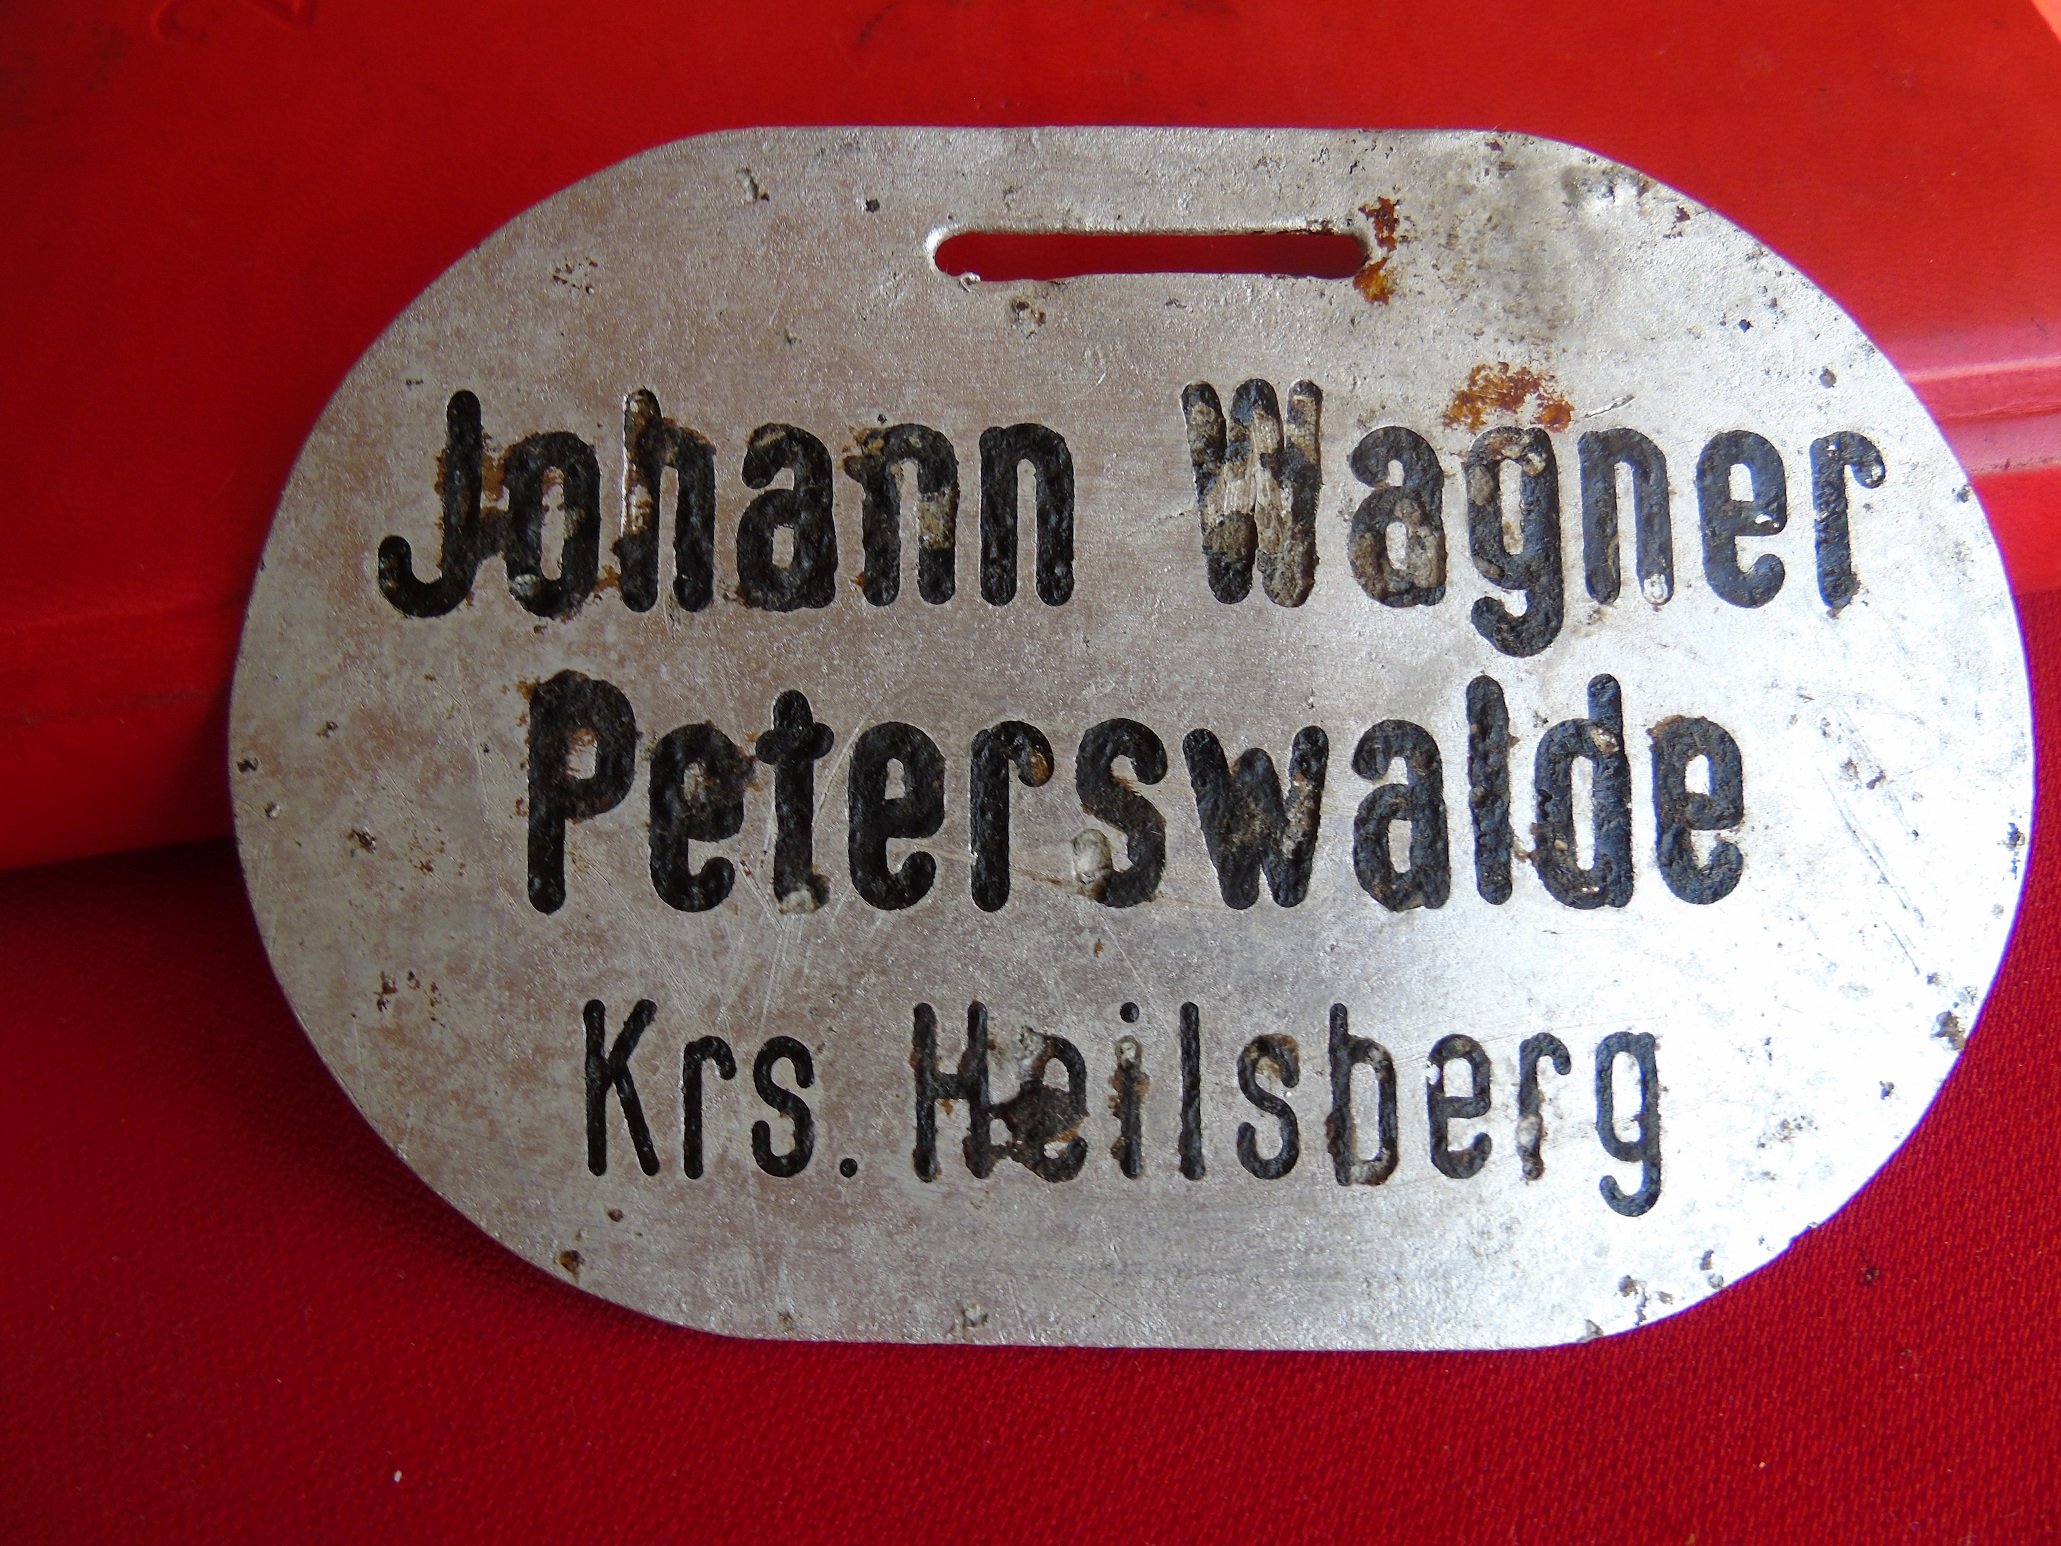 Johann Wagner
Peterswalde
Krs. Heilsberg